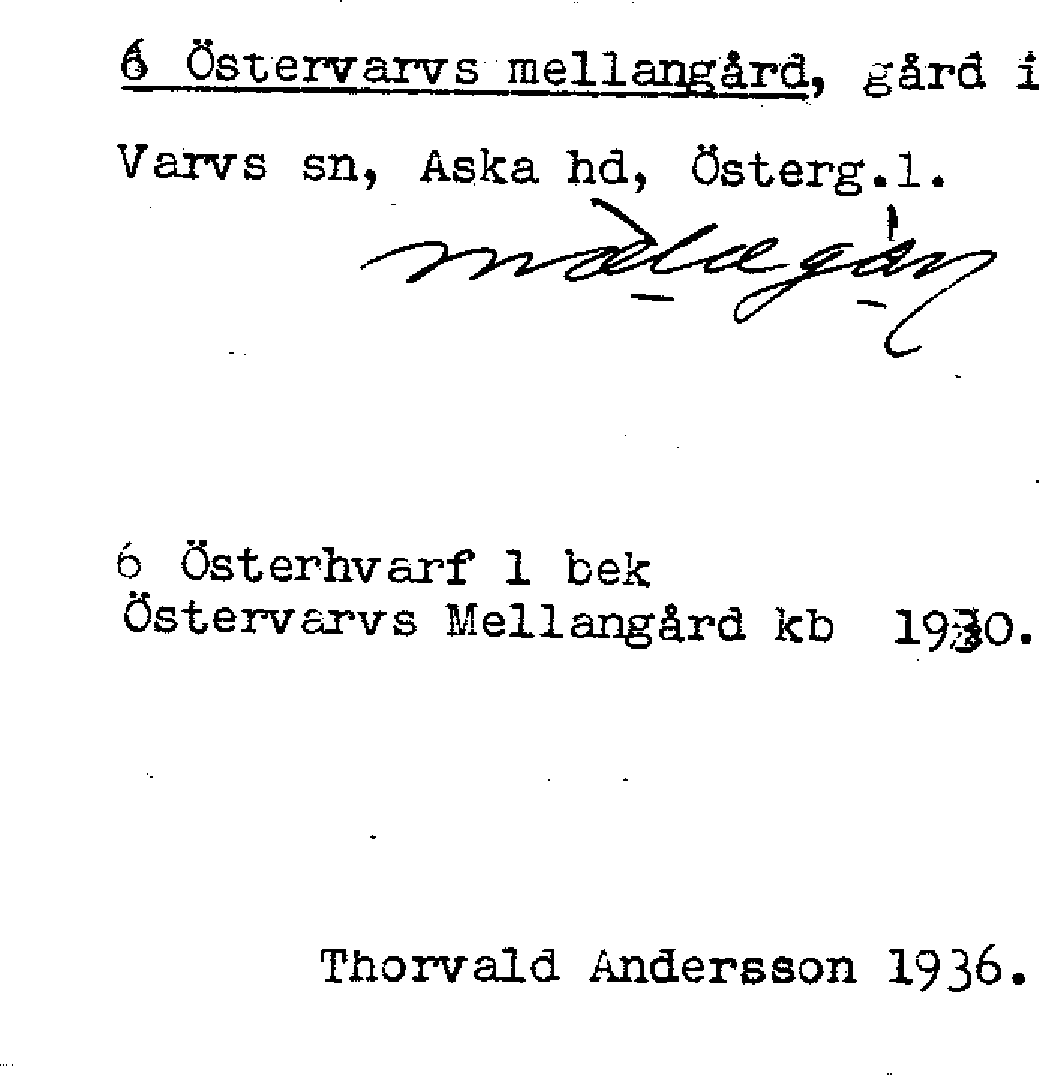 6 Östervarvs mellangård, gård i
Varvs sn, Aska hd, Österg.l.
6 Österhvarf 1 bek
Östervarvs Mellangård kb 1930.
Thorvald Andersson 1936.